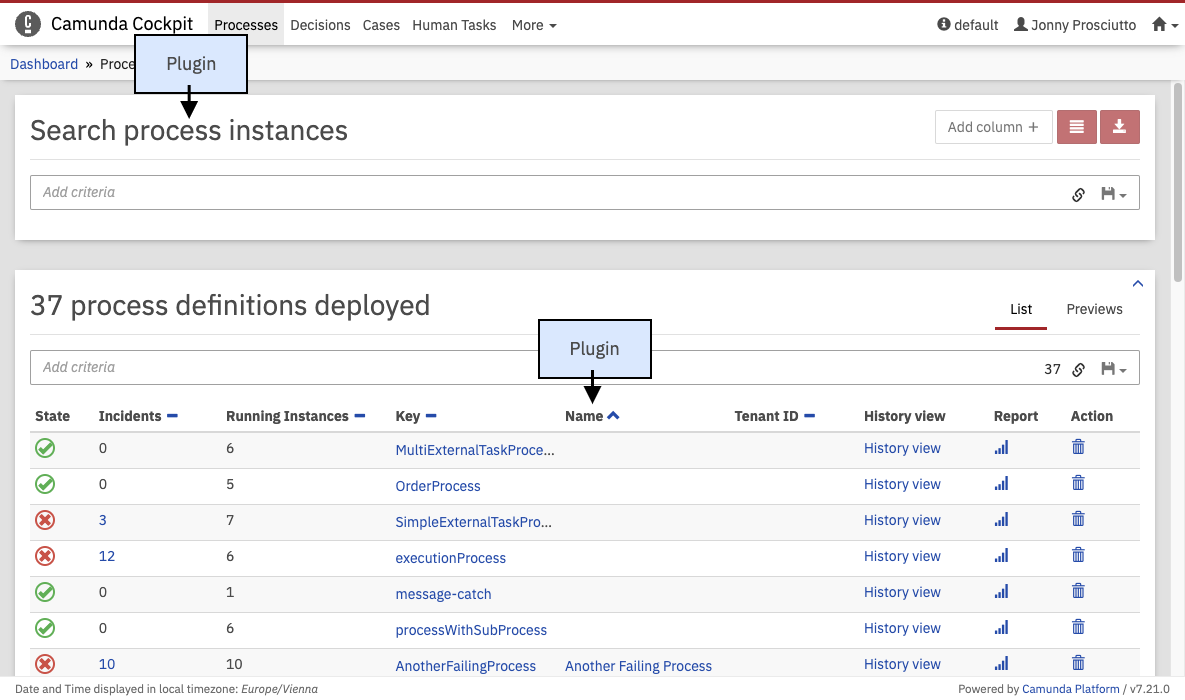 Camunda Cockpit Processes Decisions Cases Human Tasks More default Jonny Prosciutto
Dashboard » Proce
Plugin
Search process instances Add column +
Add criteria
37 process definitions deployed List Previews
Plugin
Add criteria 37
State Incidents Running Instances Key Name Tenant ID History view Report Action
0 6 MultiExternalTaskProce... History view
0 5 OrderProcess History view
3 7 SimpleExternalTaskPro... History view
12 6 executionProcess History view
0 1 message-catch History view
0 6 processWithSubProcess History view
10 10 AnotherFailingProcess Another Failing Process History view
Date and Time displayed in local timezone: Europe/Vienna Powered by Camunda Platform / v7.21.0